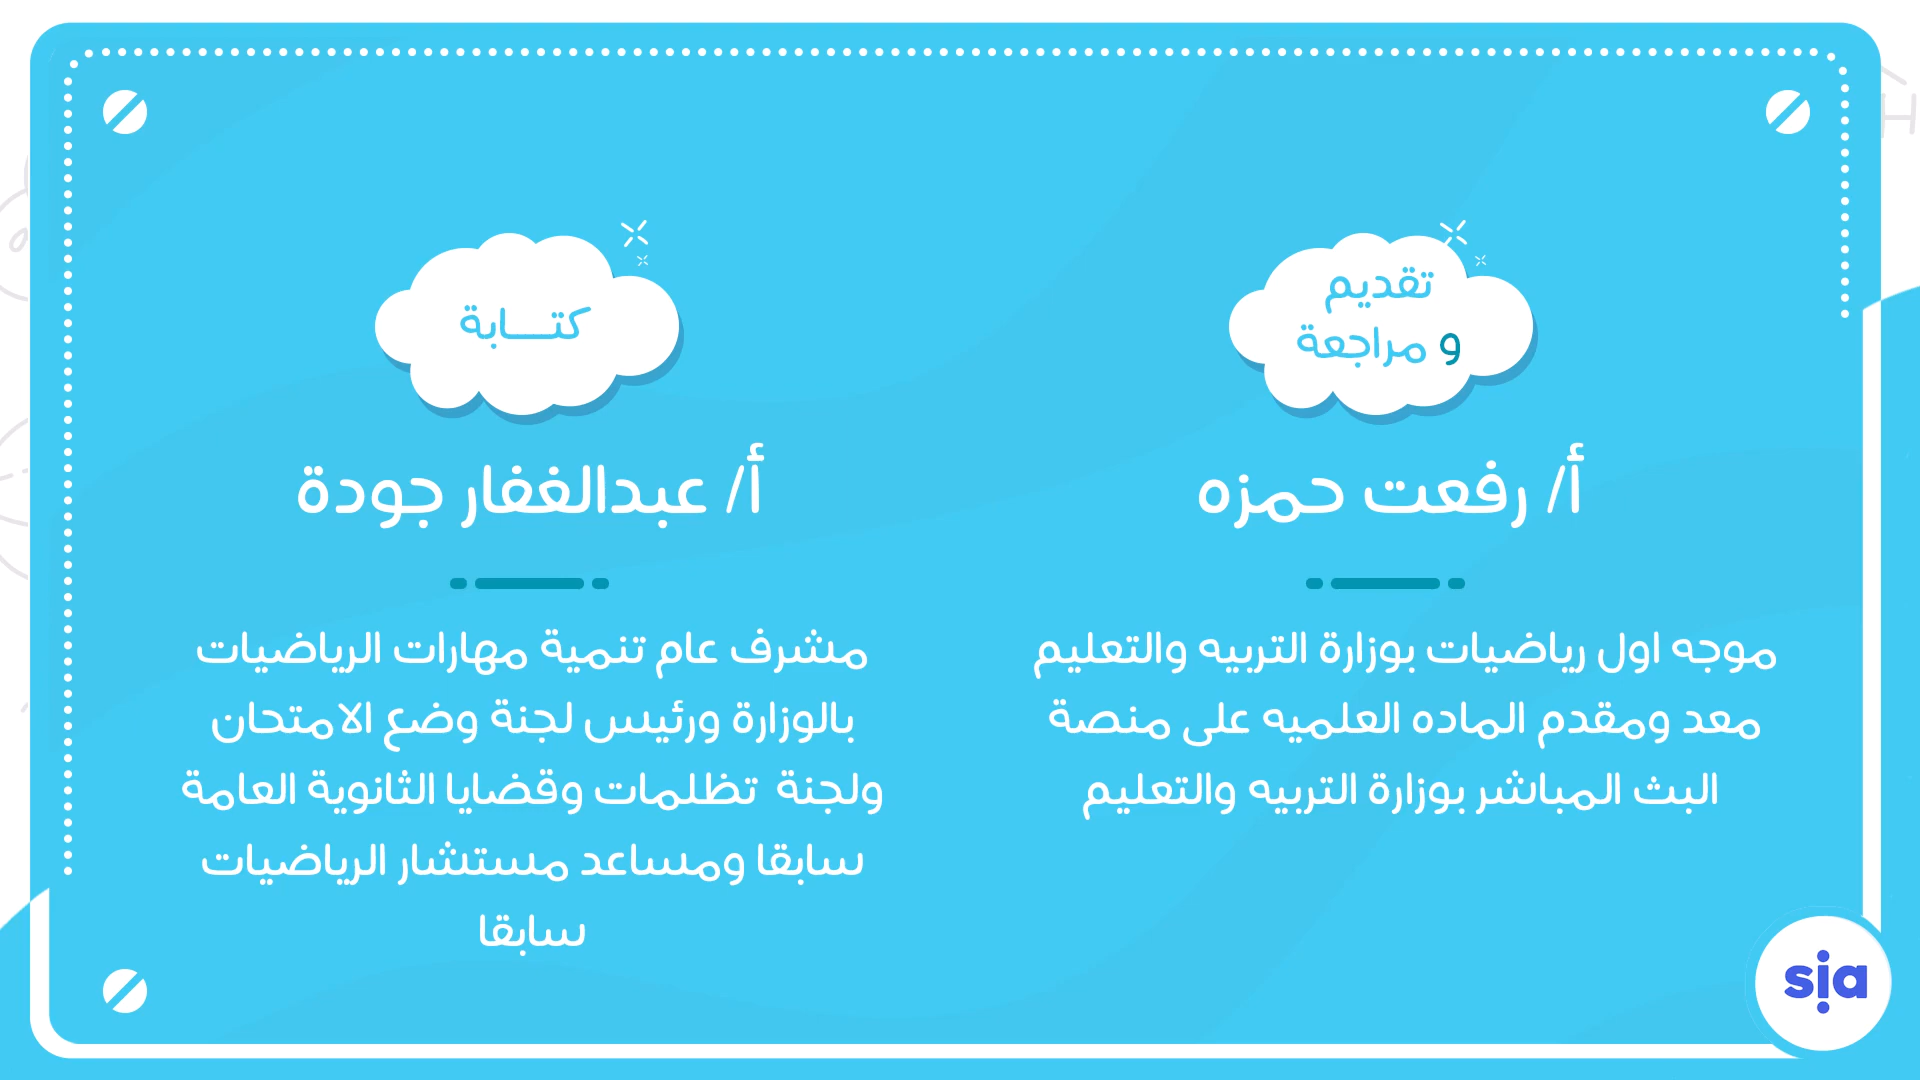 تقديم
و مراجعة
أ/ رفعت حمزه
موجه اول رياضيات بوزارة التربيه والتعليم
معد ومقدم الماده العلميه على منصة
البث المباشر بوزارة التربيه والتعليم
كتـــابة
أ/ عبدالغفار جودة
مشرف عام تنمية مهارات الرياضيات
بالوزارة ورئيس لجنة وضع الامتحان
ولجنة تظلمات وقضايا الثانوية العامة
سابقا ومساعد مستشار الرياضيات
سابقا
sia
H